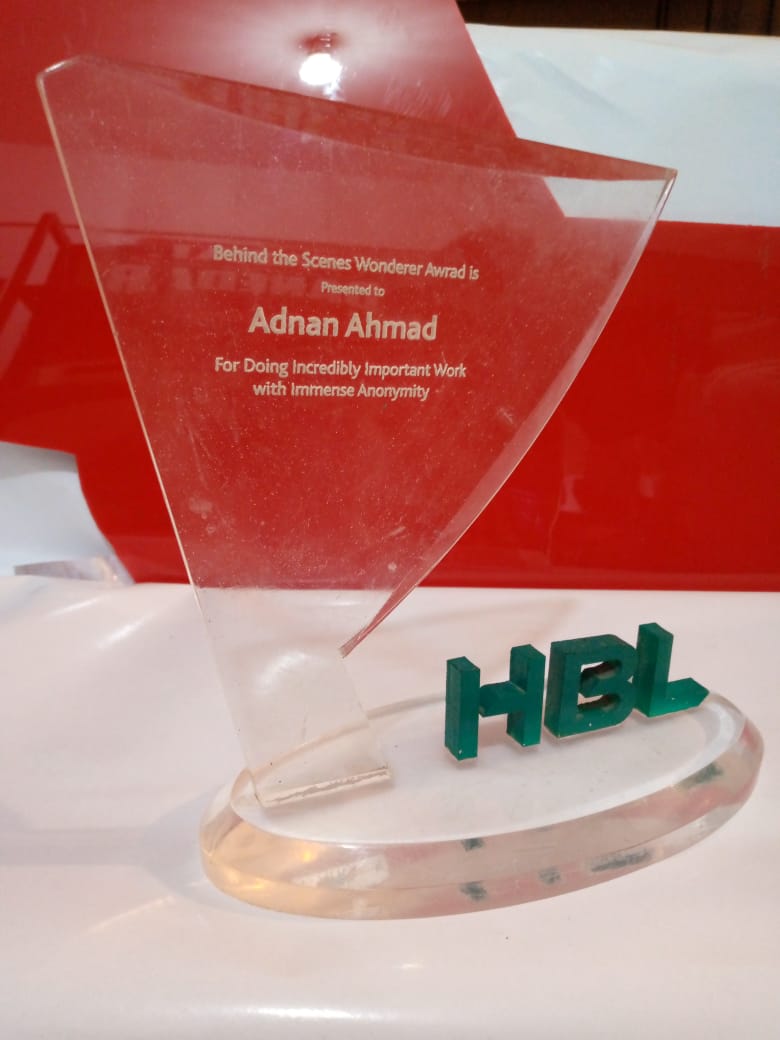 Behind the Scenes Wonderer Awrad is
Presented to
Adnan Ahmad
For Doing Incredibly Important Work
with Immense Anonymity
HBL